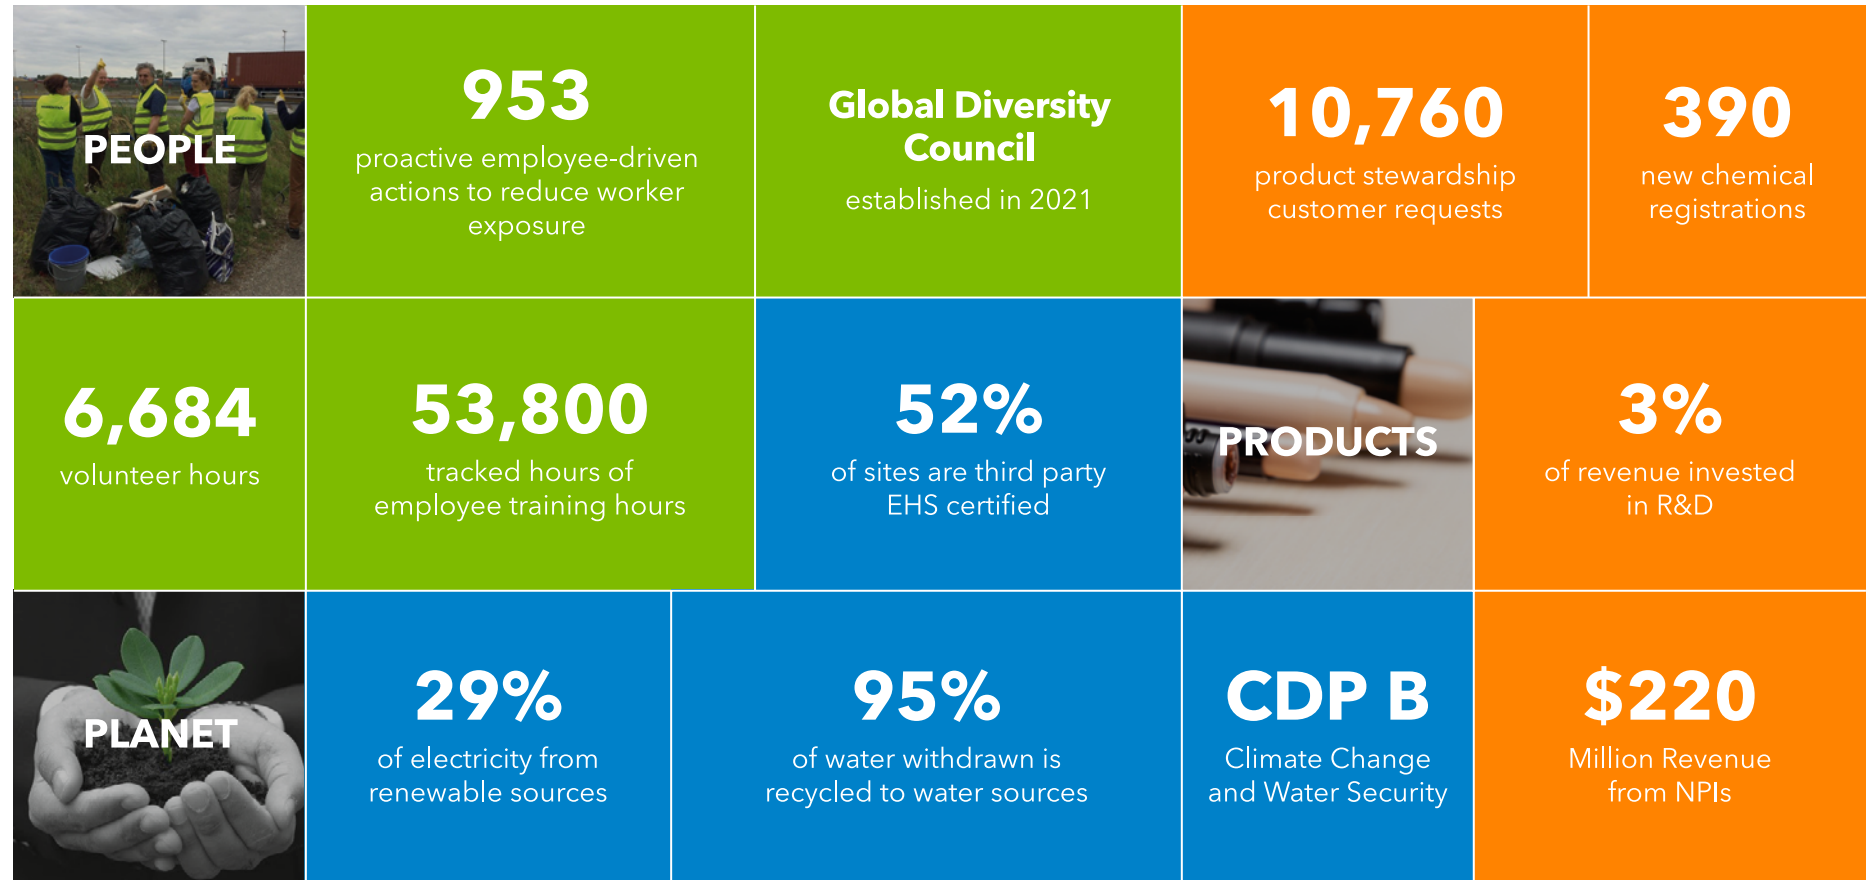 PEOPLE
953
proactive employee-driven
actions to reduce worker
exposure
Global Diversity
Council
established in 2021
10,760
product stewardship
customer requests
390
new chemical
registrations
6,684
volunteer hours
53,800
tracked hours of
employee training hours
52%
of sites are third party
EHS certified
PRODUCTS
3%
of revenue invested
in R&D
PLANET
29%
of electricity from
renewable sources
95%
of water withdrawn is
recycled to water sources
CDP B
Climate Change
and Water Security
$220
Million Revenue
from NPIs